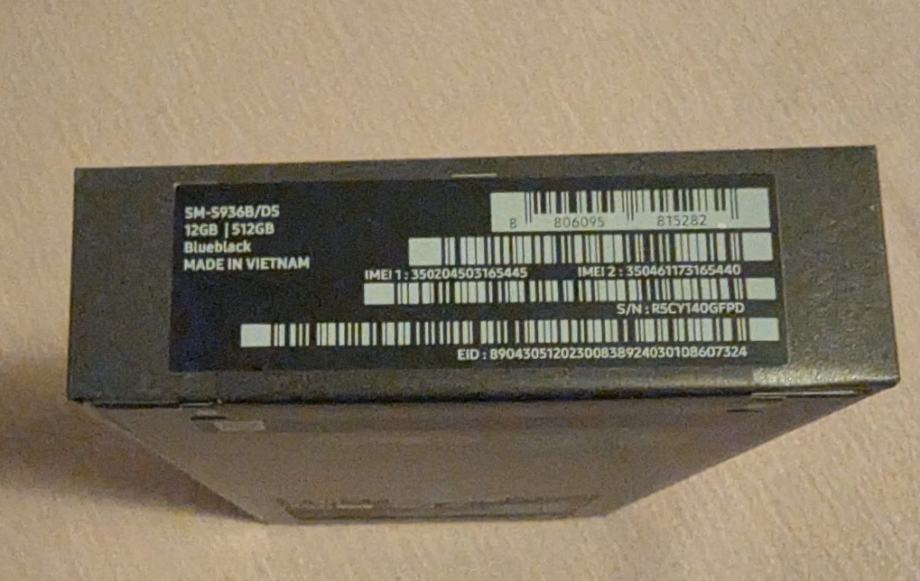 SM-S936B/DS
12GB | 512GB
Blueblack
MADE IN VIETNAM
8 806095 815282
IMEI 1 : 350204503165445 IMEI 2 : 350461173165440
S/N : R5CY140GFPD
EID : 89043051202300838924030108607324